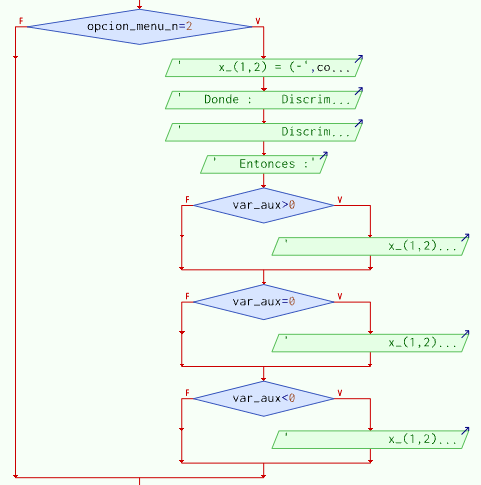 opcion_menu_n=2
F
V
' x_(1,2) = (-',co...
' Donde : Discrim...
' Discrim...
' Entonces :'
var_aux>0
F
V
' x_(1,2)...
var_aux=0
F
V
' x_(1,2)...
var_aux<0
F
V
' x_(1,2)...